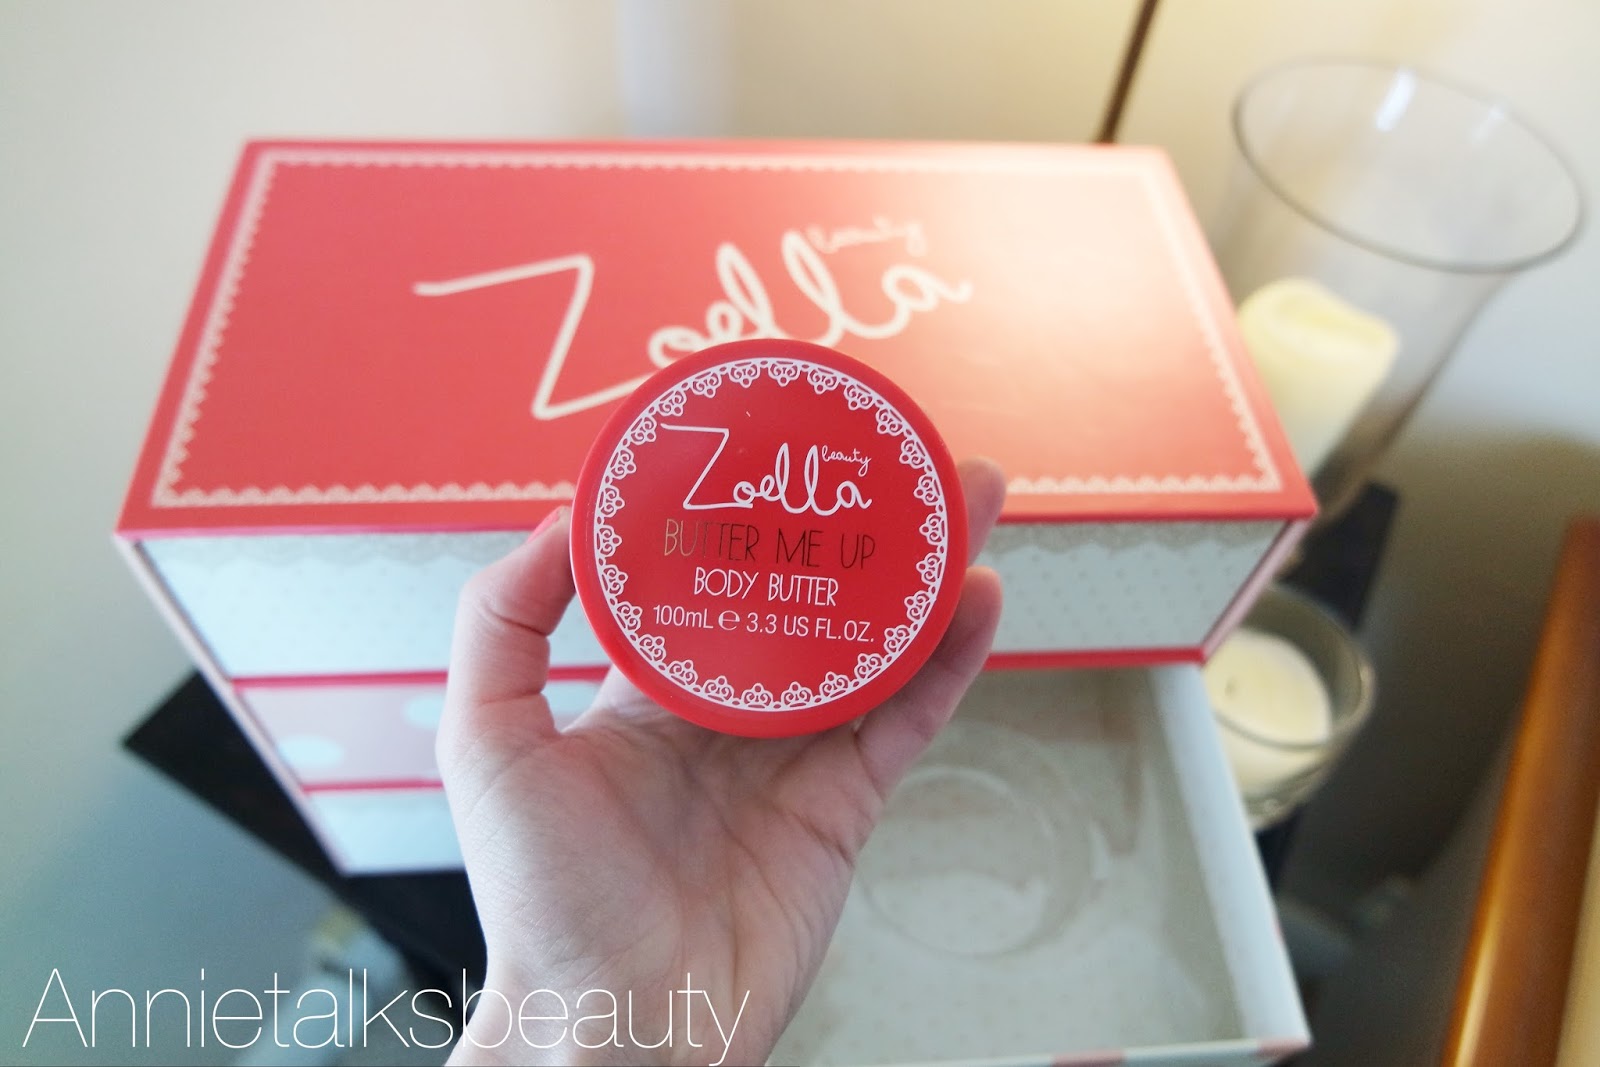 Zoella beauty
Zoella beauty
BUTTER ME UP
BODY BUTTER
100mL ℮ 3.3 US FL.OZ.
Annietalksbeauty